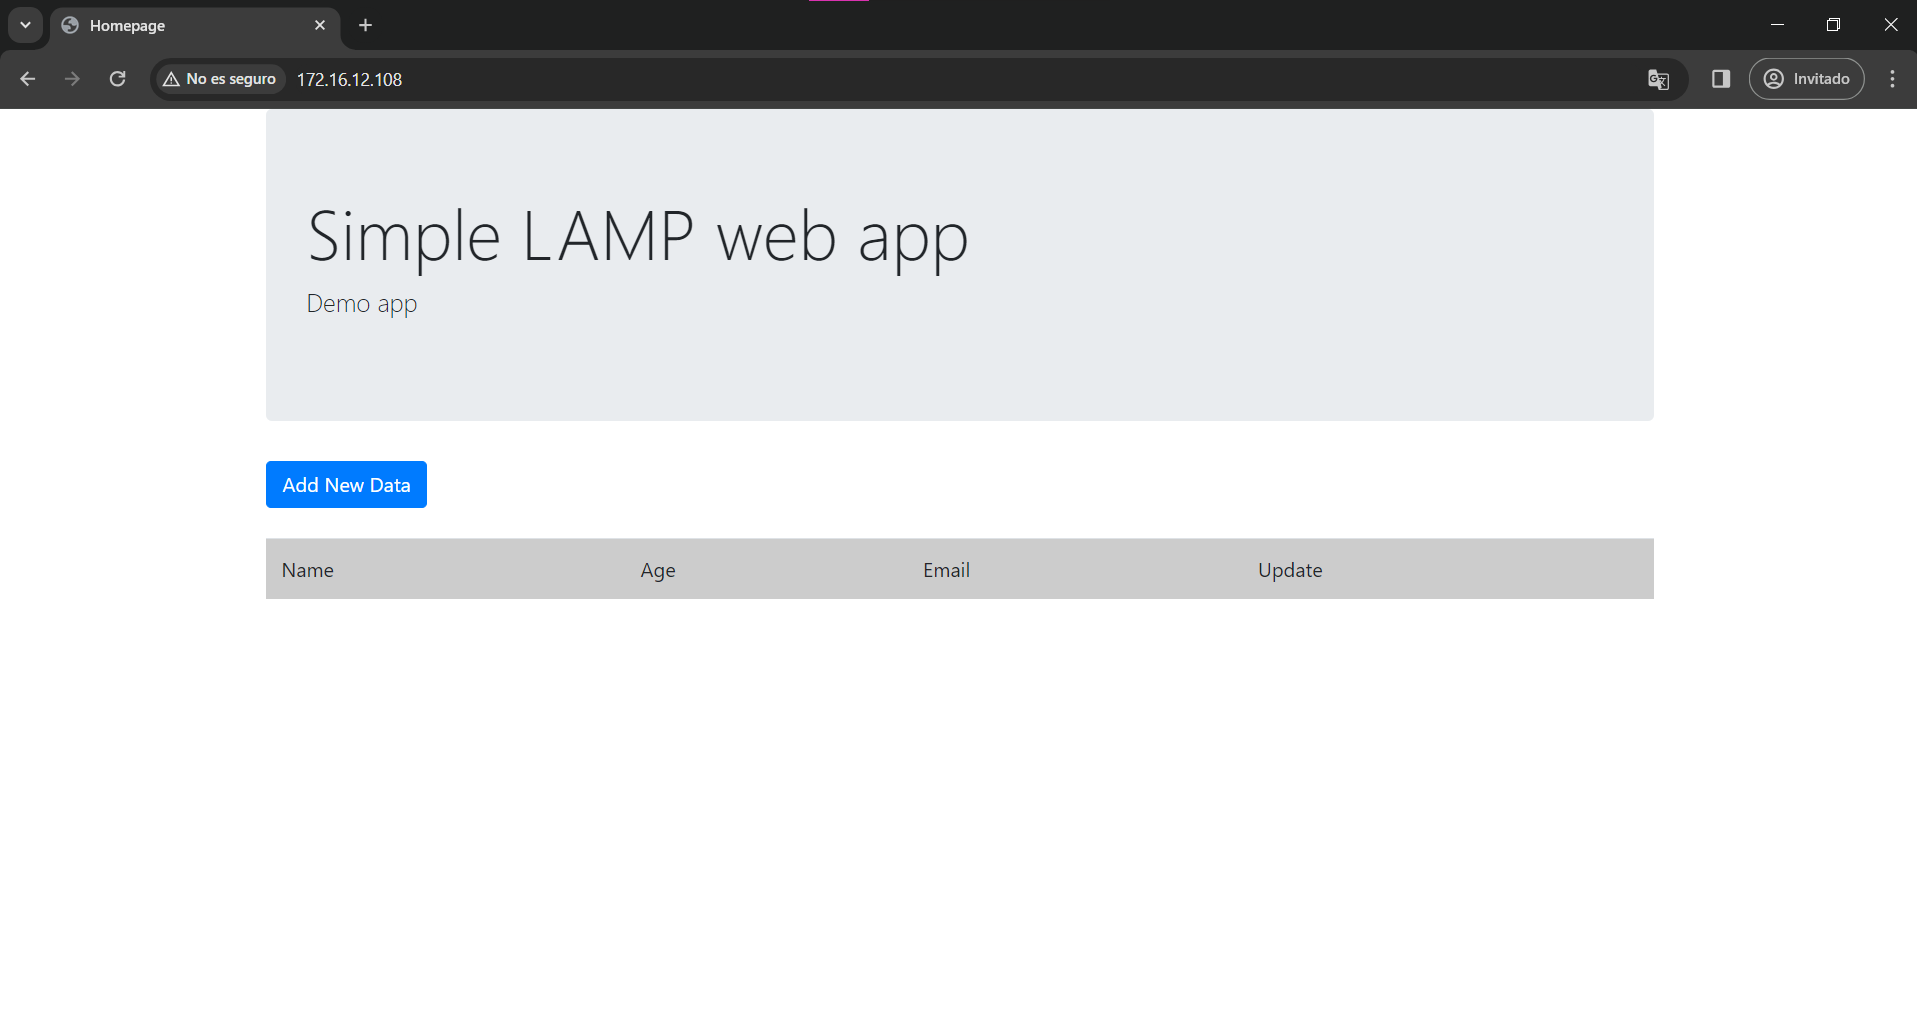 Homepage
No es seguro 172.16.12.108 Invitado
Simple LAMP web app
Demo app
Add New Data
Name Age Email Update